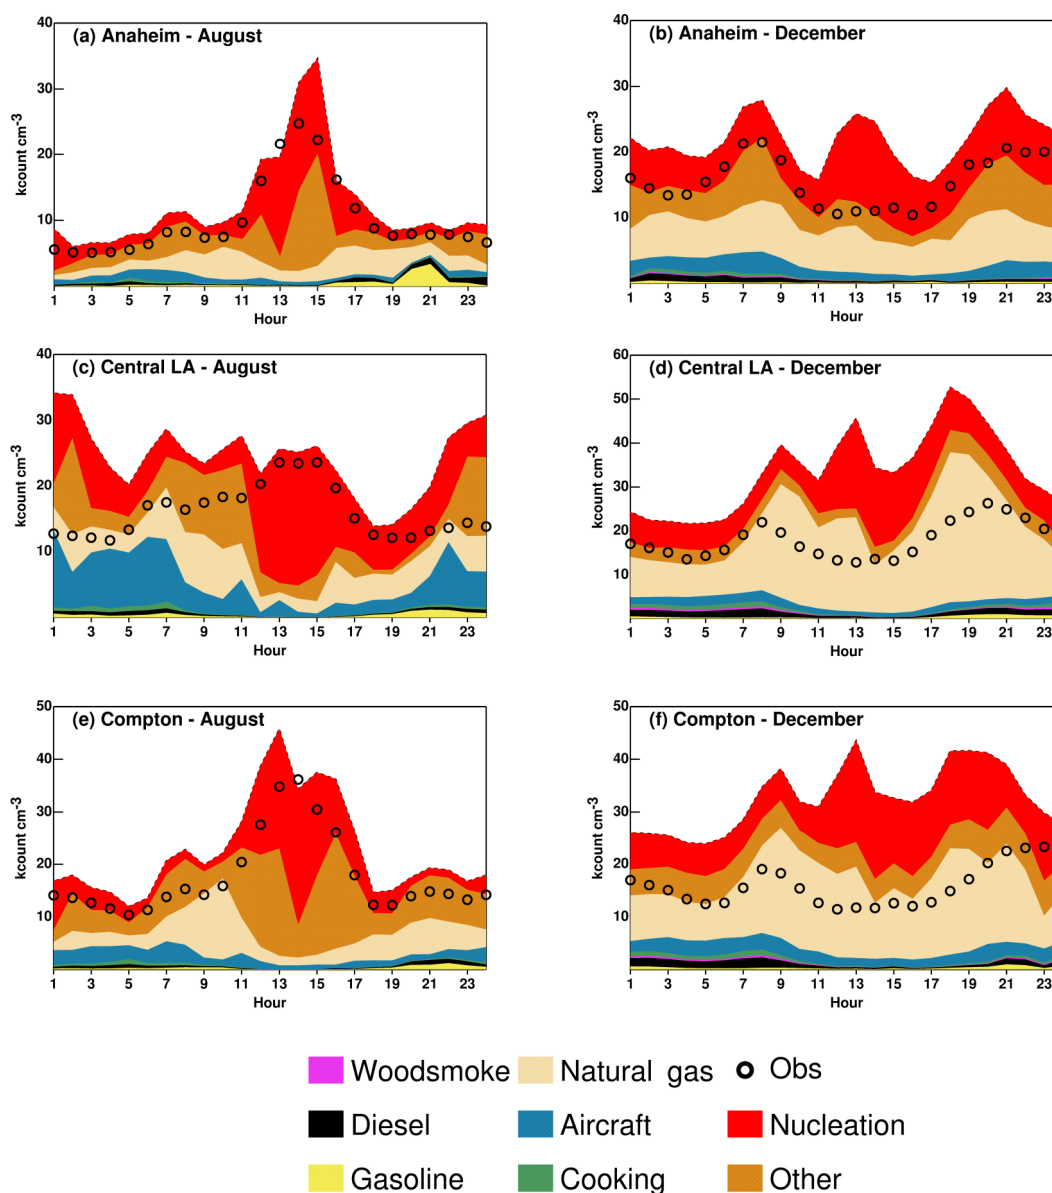 (a) Anaheim - August
40
30
20
10
kcount cm-3
1 3 5 7 9 11 13 15 17 19 21 23
Hour
(b) Anaheim - December
40
30
20
10
kcount cm-3
1 3 5 7 9 11 13 15 17 19 21 23
Hour
(c) Central LA - August
40
30
20
10
kcount cm-3
1 3 5 7 9 11 13 15 17 19 21 23
Hour
(d) Central LA - December
60
50
40
30
20
10
kcount cm-3
1 3 5 7 9 11 13 15 17 19 21 23
Hour
(e) Compton - August
50
40
30
20
10
kcount cm-3
1 3 5 7 9 11 13 15 17 19 21 23
Hour
(f) Compton - December
50
40
30
20
10
kcount cm-3
1 3 5 7 9 11 13 15 17 19 21 23
Hour
Woodsmoke Natural gas Obs
Diesel Aircraft Nucleation
Gasoline Cooking Other